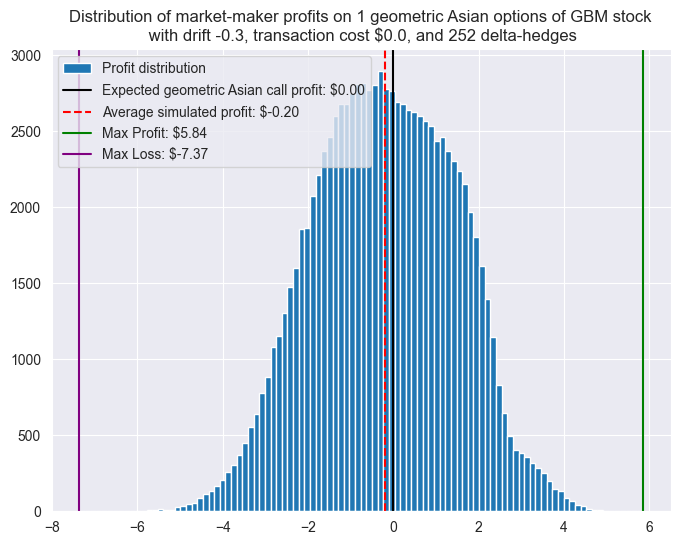 Distribution of market-maker profits on 1 geometric Asian options of GBM stock
with drift -0.3, transaction cost $0.0, and 252 delta-hedges
Profit distribution
Expected geometric Asian call profit: $0.00
Average simulated profit: $-0.20
Max Profit: $5.84
Max Loss: $-7.37
3000
2500
2000
1500
1000
500
0
−8 −6 −4 −2 0 2 4 6